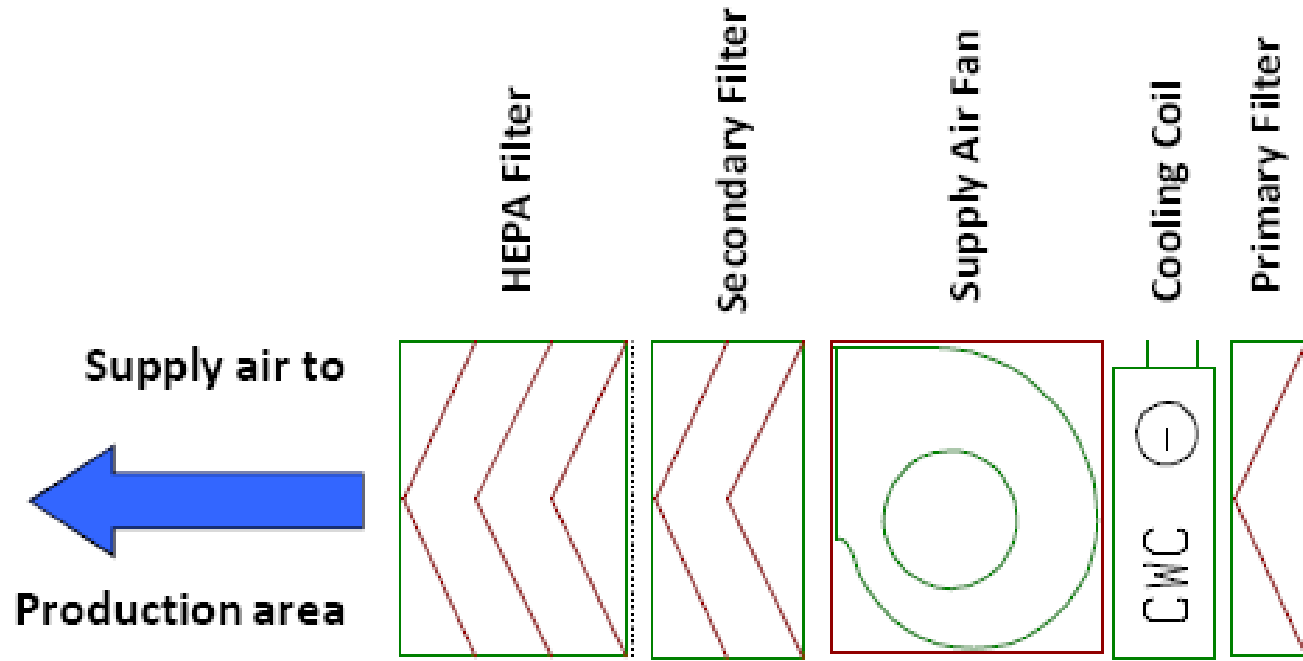 HEPA Filter
Secondary Filter
Supply Air Fan
Cooling Coil
Primary Filter
Supply air to
Production area
CWC